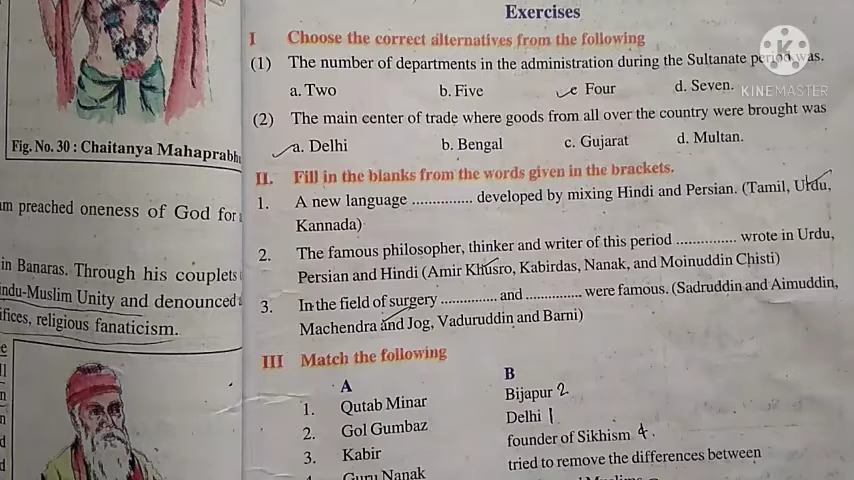 Fig. No. 30 : Chaitanya Mahaprabh
preached oneness of God for
in Banaras. Through his couplets
indu-Muslim Unity and denounced
ifices, religious fanaticism.
Exercises
I Choose the correct alternatives from the following
(1) The number of departments in the administration during the Sultanate period was.
a. Two b. Five c Four d. Seven.
(2) The main center of trade where goods from all over the country were brought was
a. Delhi b. Bengal c. Gujarat d. Multan.
II. Fill in the blanks from the words given in the brackets.
1. A new language ............... developed by mixing Hindi and Persian. (Tamil, Urdu,
Kannada)
2. The famous philosopher, thinker and writer of this period ............... wrote in Urdu,
Persian and Hindi (Amir Khusro, Kabirdas, Nanak, and Moinuddin Chisti)
3. In the field of surgery .............. and .............. were famous. (Sadruddin and Aimuddin,
Machendra and Jog, Vaduruddin and Barni)
III Match the following
A B
1. Qutab Minar Bijapur 2
2. Gol Gumbaz Delhi 1
3. Kabir founder of Sikhism 4.
Guru Nanak tried to remove the differences between
KINEMASTER